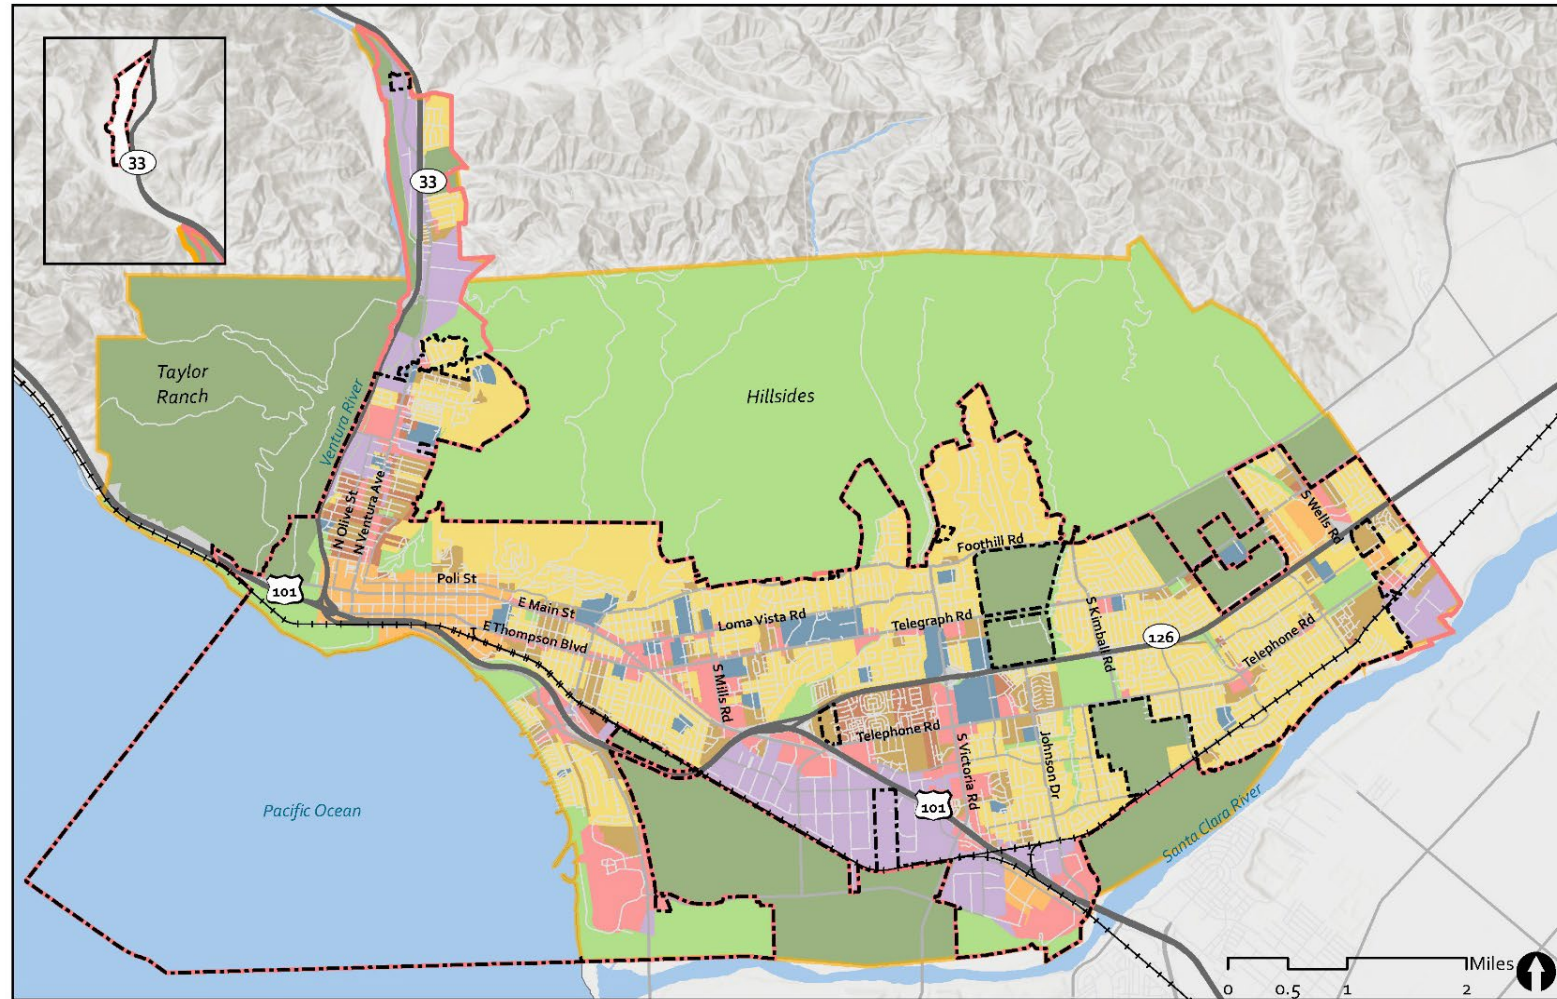 33
33
Taylor
Ranch
Hillsides
Ventura River
N Olive St
N Ventura Ave
S Wells Rd
Foothill Rd
101
Poli St
E Main St
E Thompson Blvd
Loma Vista Rd
Telegraph Rd
S Kimball Rd
126
Telephone Rd
S Mills Rd
Telephone Rd
S Victoria Rd
Johnson Dr
Pacific Ocean
101
Santa Clara River
Miles
0 0.5 1 2